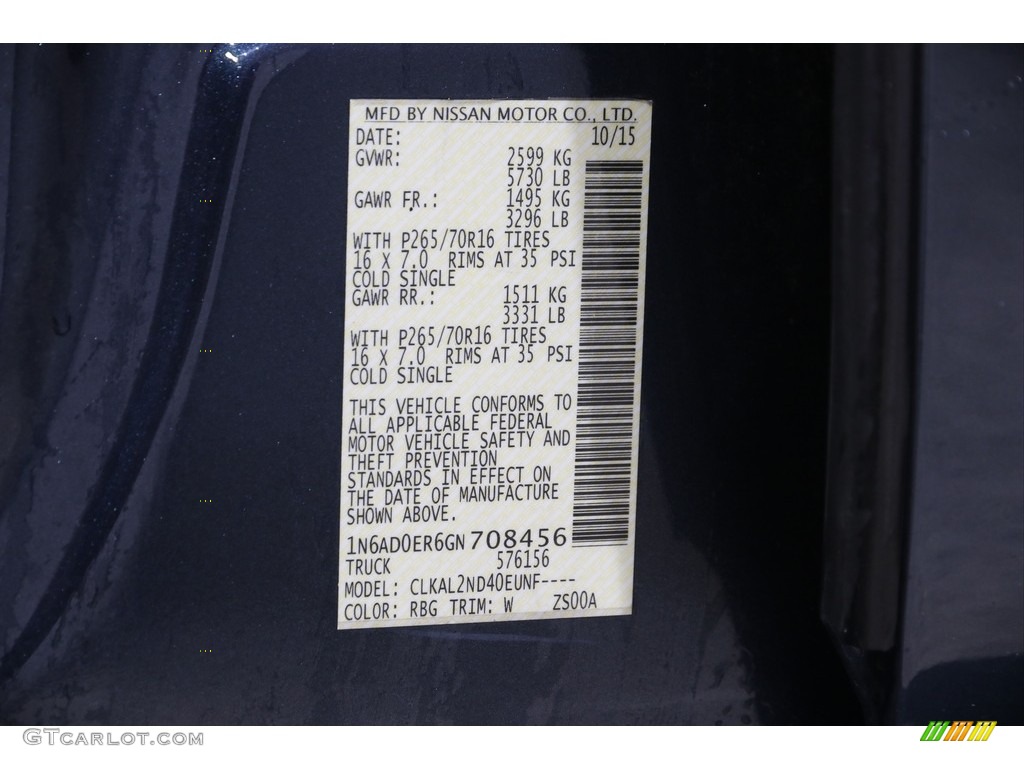 MFD BY NISSAN MOTOR CO., LTD.
DATE: 10/15
GVWR: 2599 KG
5730 LB
GAWR FR.: 1495 KG
3296 LB
WITH P265/70R16 TIRES
16 X 7.0 RIMS AT 35 PSI
COLD SINGLE
GAWR RR.: 1511 KG
3331 LB
WITH P265/70R16 TIRES
16 X 7.0 RIMS AT 35 PSI
COLD SINGLE
THIS VEHICLE CONFORMS TO
ALL APPLICABLE FEDERAL
MOTOR VEHICLE SAFETY AND
THEFT PREVENTION
STANDARDS IN EFFECT ON
THE DATE OF MANUFACTURE
SHOWN ABOVE.
1N6AD0ER6GN 708456
TRUCK 576156
MODEL: CLKAL2ND40EUNF----
COLOR: RBG TRIM: W ZS00A
GTCARLOT.COM